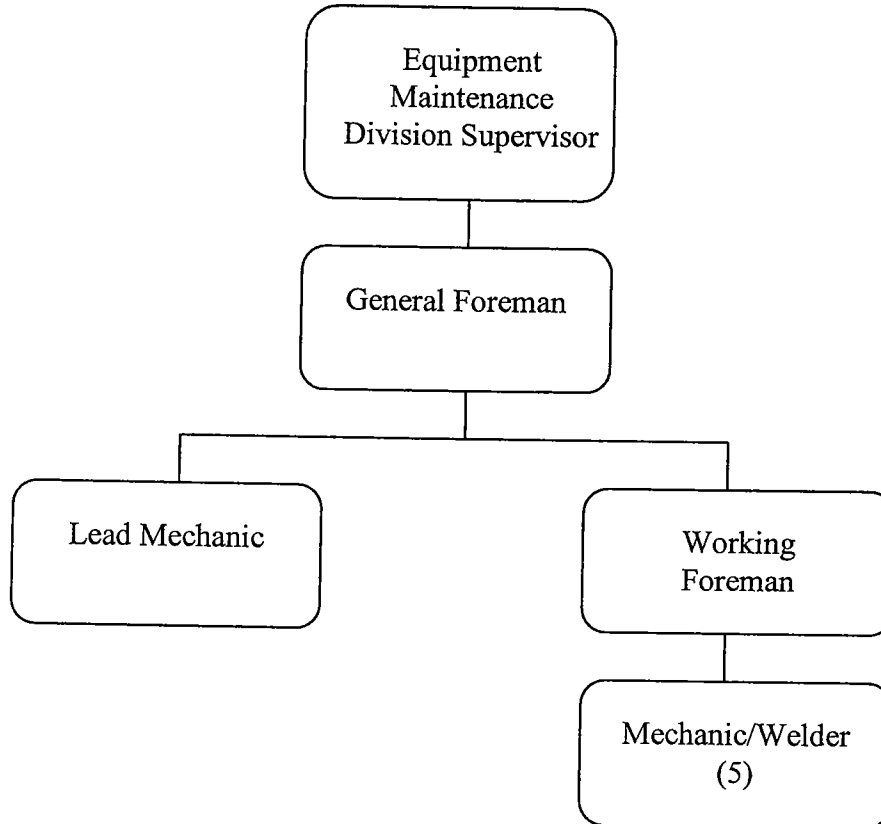 Equipment
Maintenance
Division Supervisor
General Foreman
Lead Mechanic
Working
Foreman
Mechanic/Welder
(5)